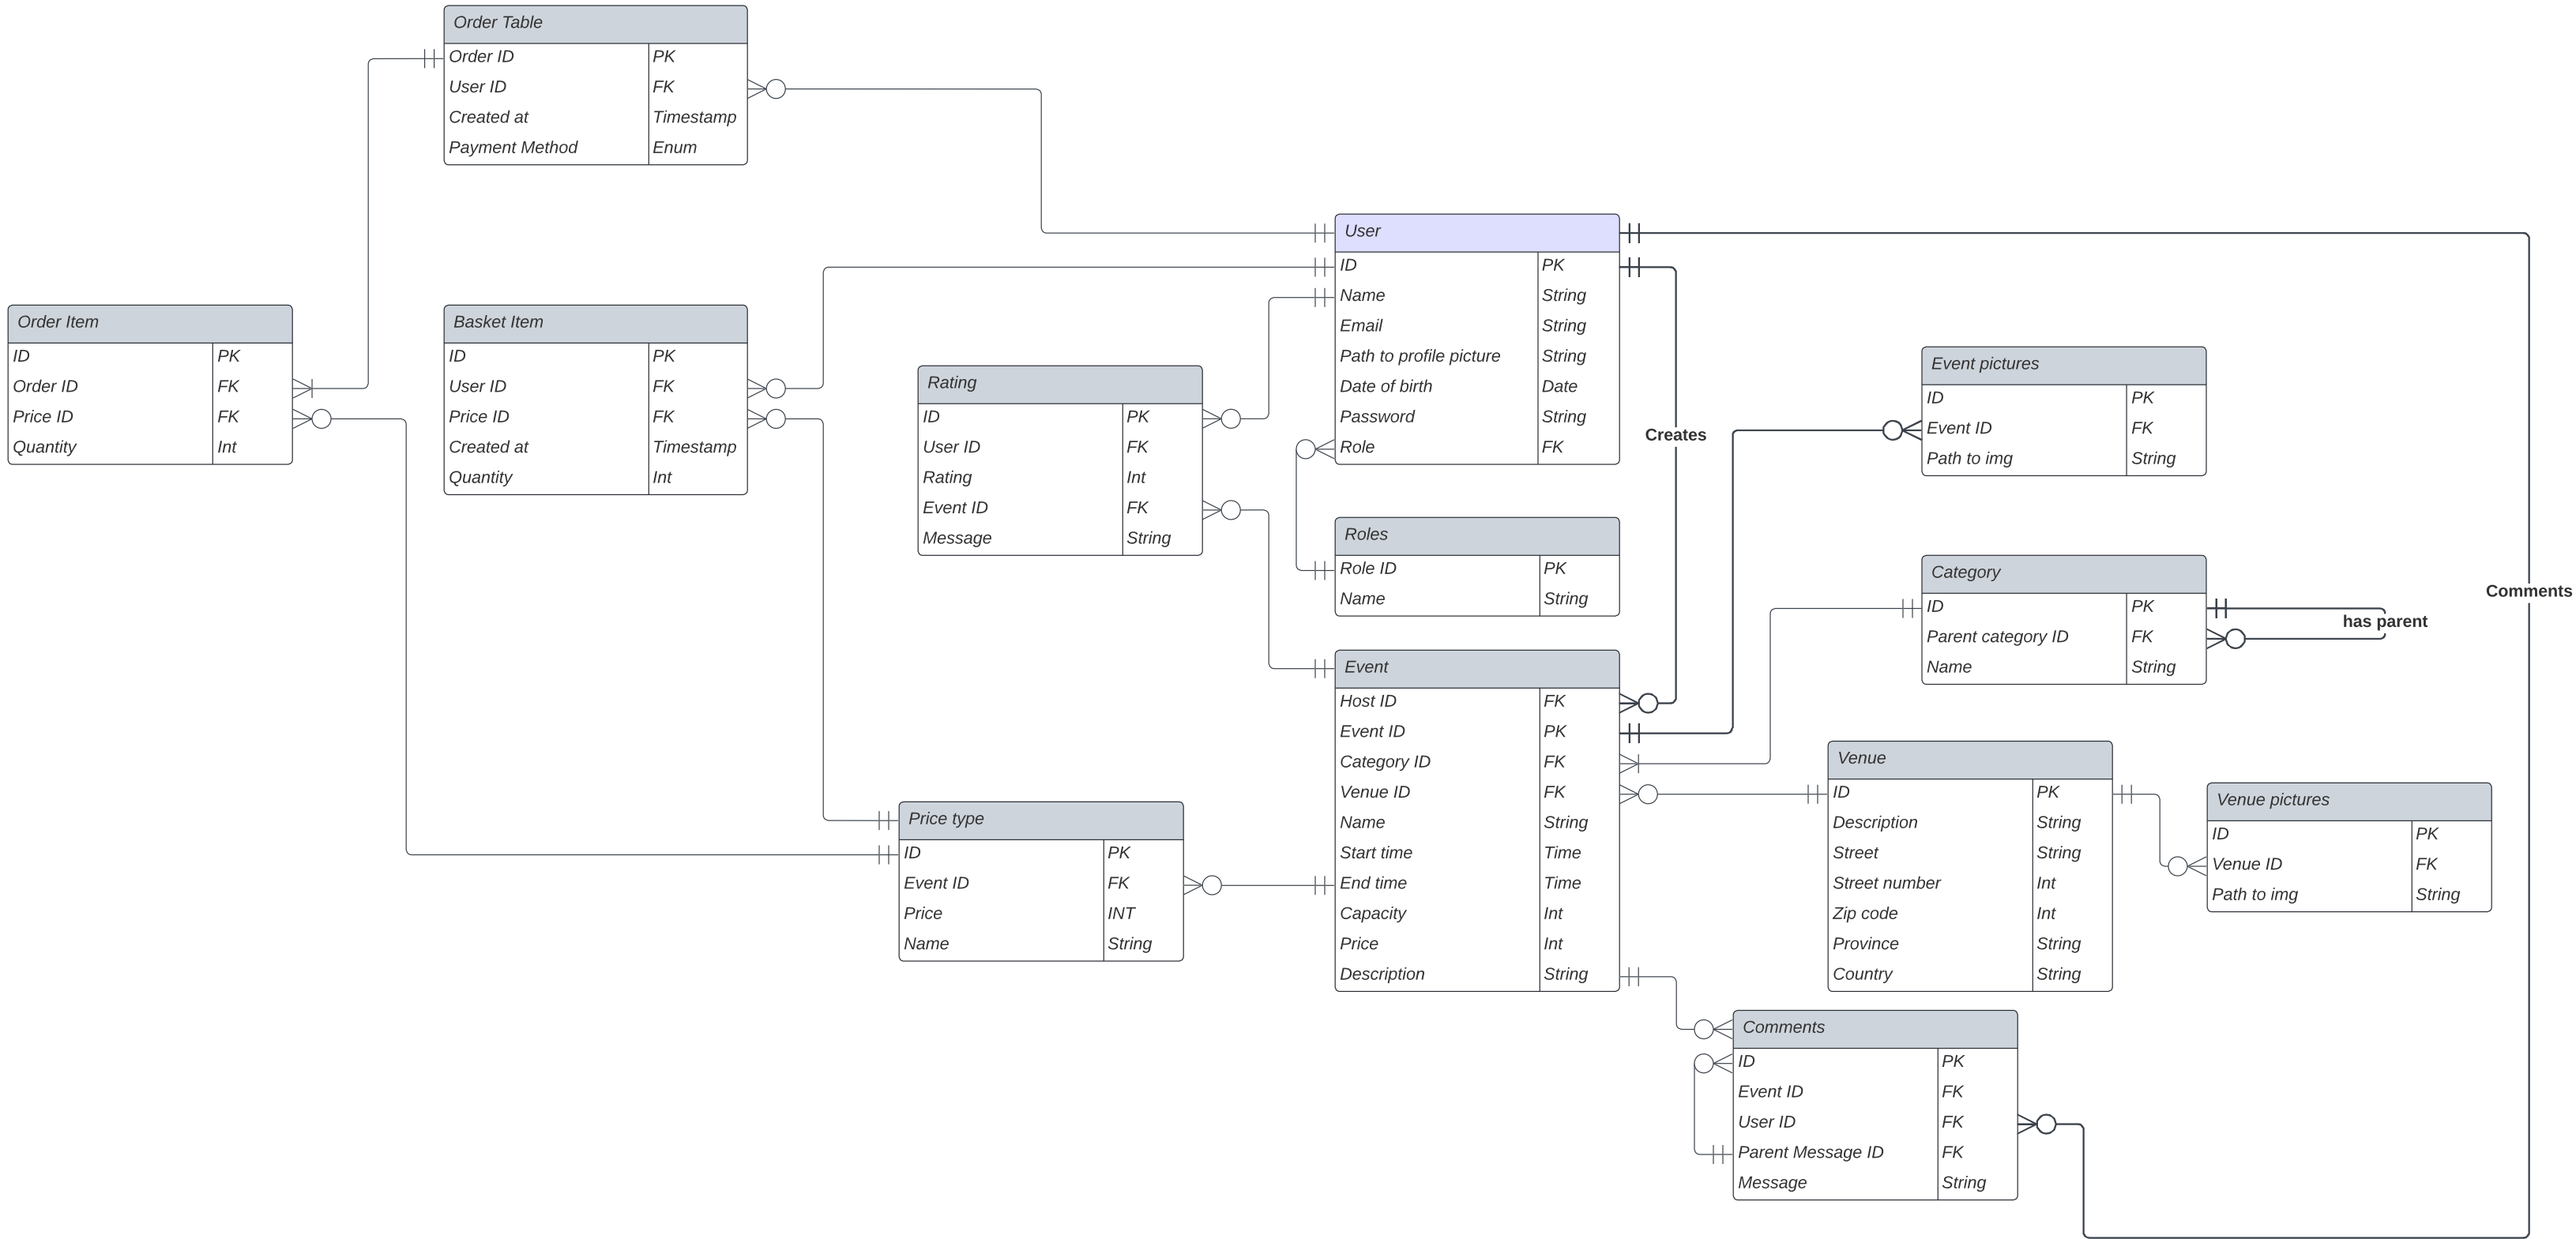 Order Table
Order ID PK
User ID FK
Created at Timestamp
Payment Method Enum
User
ID PK
Name String
Email String
Path to profile picture String
Date of birth Date
Password String
Role FK
Order Item
ID PK
Order ID FK
Price ID FK
Quantity Int
Basket Item
ID PK
User ID FK
Price ID FK
Created at Timestamp
Quantity Int
Rating
ID PK
User ID FK
Rating Int
Event ID FK
Message String
Creates
Event pictures
ID PK
Event ID FK
Path to img String
Roles
Role ID PK
Name String
Category
ID PK
Parent category ID FK
Name String
has parent
Comments
Event
Host ID FK
Event ID PK
Category ID FK
Venue ID FK
Name String
Start time Time
End time Time
Capacity Int
Price Int
Description String
Venue
ID PK
Description String
Street String
Street number Int
Zip code Int
Province String
Country String
Venue pictures
ID PK
Venue ID FK
Path to img String
Price type
ID PK
Event ID FK
Price INT
Name String
Comments
ID PK
Event ID FK
User ID FK
Parent Message ID FK
Message String